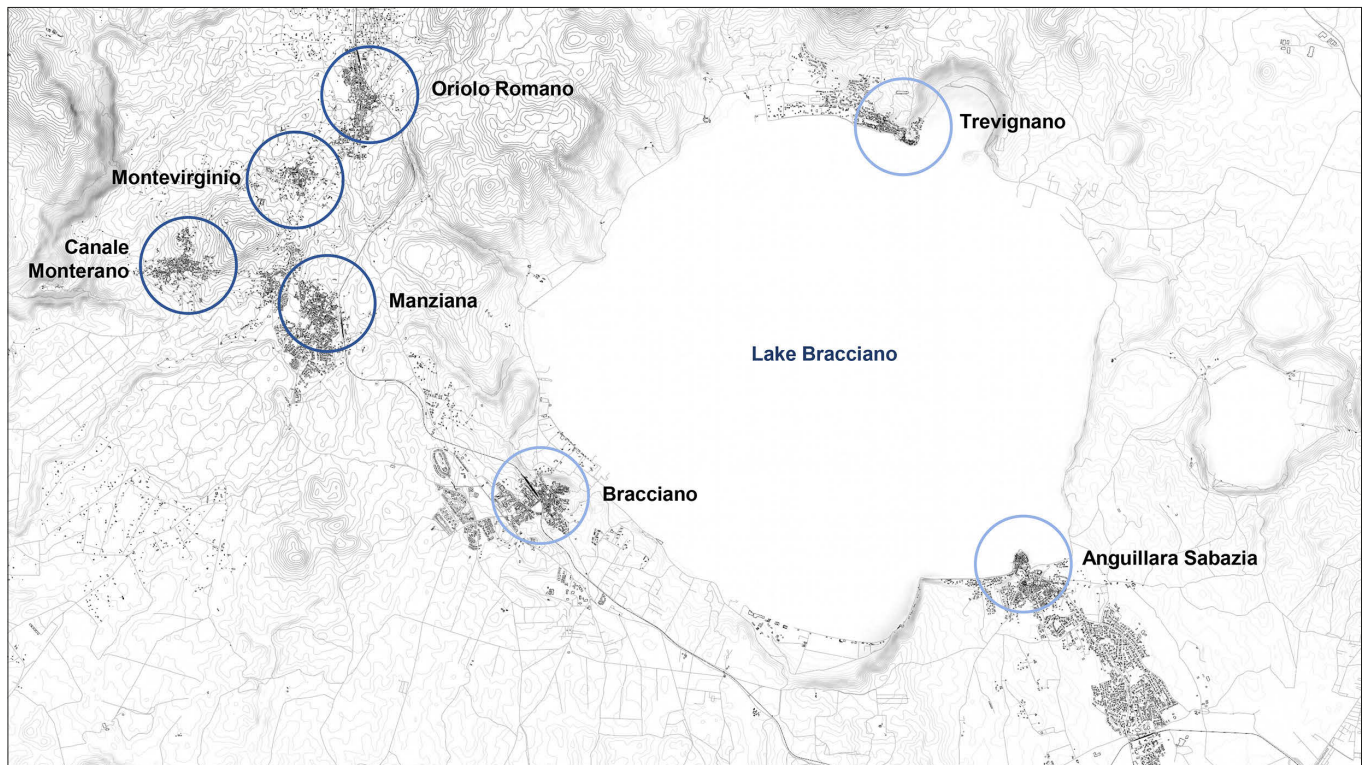 Oriolo Romano
Trevignano
Montevirginio
Canale
Monterano
Manziana
Lake Bracciano
Bracciano
Anguillara Sabazia